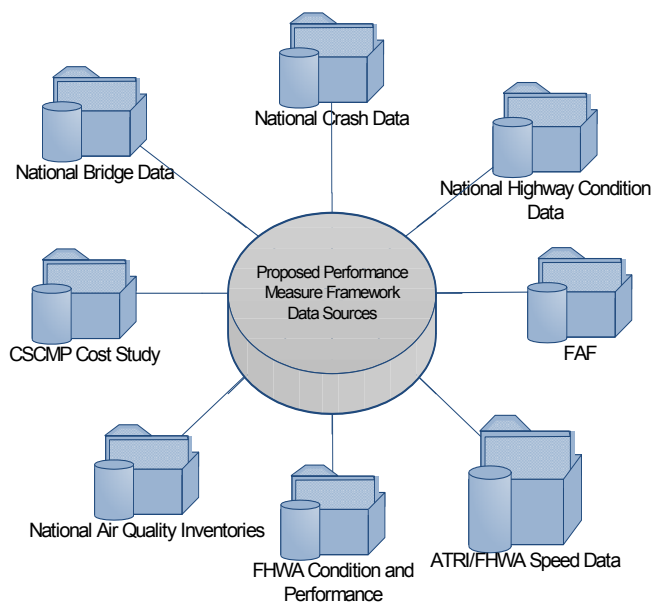 National Crash Data
National Bridge Data
National Highway Condition
Data
Proposed Performance
Measure Framework
Data Sources
CSCMP Cost Study
FAF
National Air Quality Inventories
ATRI/FHWA Speed Data
FHWA Condition and
Performance